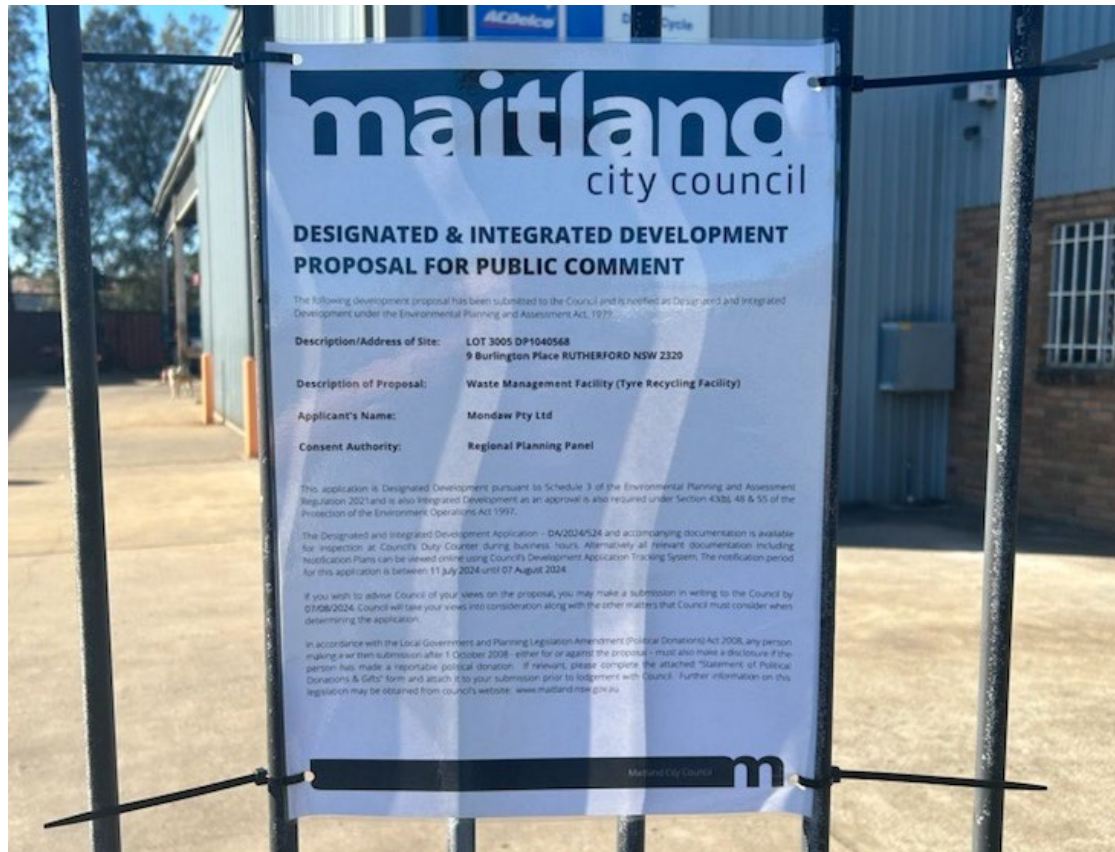 ACDelco
Cycle
maitland
city council
DESIGNATED & INTEGRATED DEVELOPMENT
PROPOSAL FOR PUBLIC COMMENT
The following development proposal has been submitted to the Council and is notified as Designated and Integrated
Development under the Environmental Planning and Assessment Act, 1979
Description/Address of Site: LOT 3005 DP1040568
9 Burlington Place RUTHERFORD NSW 2320
Description of Proposal: Waste Management Facility (Tyre Recycling Facility)
Applicant's Name: Mondaw Pty Ltd
Consent Authority: Regional Planning Panel
This application is Designated Development pursuant to Schedule 3 of the Environmental Planning and Assessment
Regulation 2021and is also Integrated Development as an approval is also required under Section 43(b), 48 & 55 of the
Protection of the Environment Operations Act 1997.
The Designated and Integrated Development Application - DA/2024/524 and accompanying documentation is available
for inspection at Council's Duty Counter during business hours. Alternatively all relevant documentation including
Notification Plans can be viewed online using Council's Development Application Tracking System. The notification period
for this application is between 11 July 2024 until 07 August 2024.
If you wish to advise Council of your views on the proposal, you may make a submission in writing to the Council by
07/08/2024. Council will take your views into consideration along with the other matters that Council must consider when
determining the application.
In accordance with the Local Government and Planning Legislation Amendment (Political Donations) Act 2008, any person
making a written submission after 1 October 2008 - either for or against the proposal - must also make a disclosure if the
person has made a reportable political donation. If relevant, please complete the attached "Statement of Political
Donations & Gifts" form and attach it to your submission prior to lodgement with Council. Further information on this
legislation may be obtained from council's website: www.maitland.nsw.gov.au
Maitland City Council m